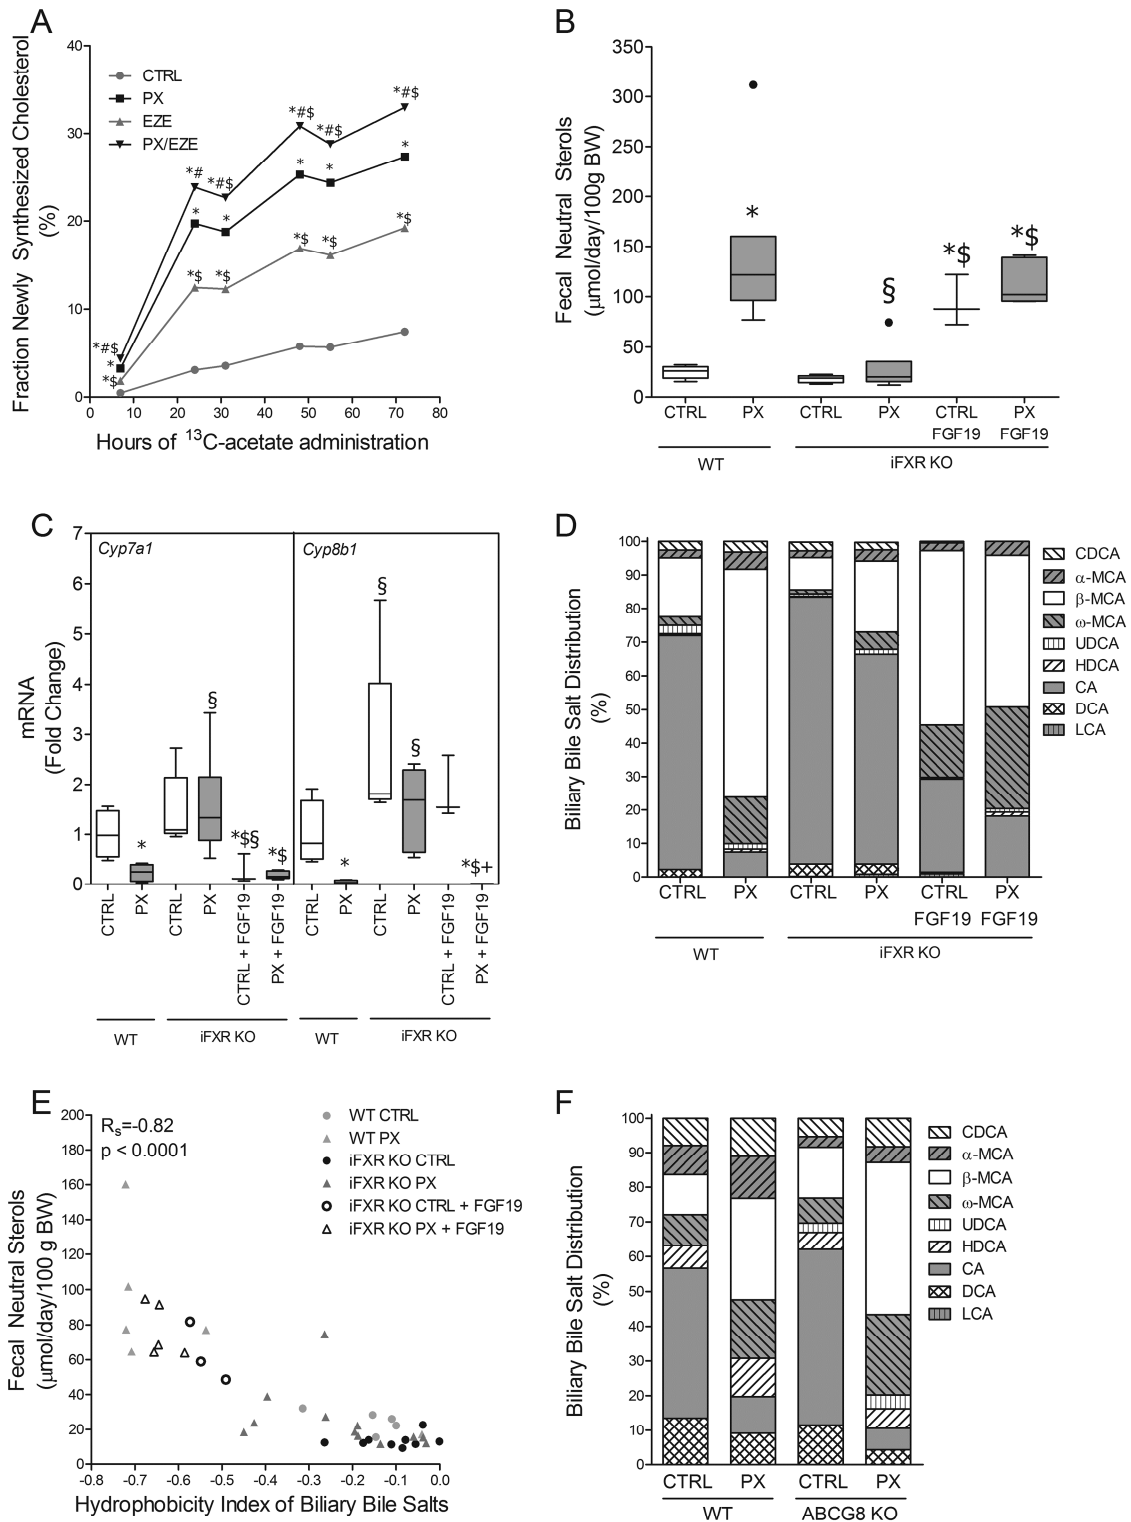 A
Fraction Newly Synthesized Cholesterol
(%)
40
30
20
10
0
CTRL
PX
EZE
PX/EZE
*#$
*
*$
*#
*
*$
*#$
*
*$
*#$
*
*$
*#$
*
*$
*#$
*
*$
0 10 20 30 40 50 60 70 80
Hours of 13C-acetate administration
B
Fecal Neutral Sterols
(µmol/day/100g BW)
350
300
250
200
150
100
50
0
*
§
*$
*$
CTRL PX CTRL PX CTRL PX
FGF19 FGF19
WT iFXR KO
C
mRNA
(Fold Change)
7
6
5
4
3
2
1
0
Cyp7a1 Cyp8b1
*
§
*$§
*$
*
§
§
*$+
CTRL
PX
CTRL
PX
CTRL + FGF19
PX + FGF19
CTRL
PX
CTRL
PX
CTRL + FGF19
PX + FGF19
WT iFXR KO WT iFXR KO
D
Biliary Bile Salt Distribution
(%)
100
90
80
70
60
50
40
30
20
10
0
CDCA
α-MCA
β-MCA
ω-MCA
UDCA
HDCA
CA
DCA
LCA
CTRL PX CTRL PX CTRL PX
FGF19 FGF19
WT iFXR KO
E
Fecal Neutral Sterols
(µmol/day/100 g BW)
200
180
160
140
120
100
80
60
40
20
0
Rs=-0.82
p < 0.0001
WT CTRL
WT PX
iFXR KO CTRL
iFXR KO PX
iFXR KO CTRL + FGF19
iFXR KO PX + FGF19
-0.8 -0.7 -0.6 -0.5 -0.4 -0.3 -0.2 -0.1 0.0
Hydrophobicity Index of Biliary Bile Salts
F
Biliary Bile Salt Distribution
(%)
100
90
80
70
60
50
40
30
20
10
0
CDCA
α-MCA
β-MCA
ω-MCA
UDCA
HDCA
CA
DCA
LCA
CTRL PX CTRL PX
WT ABCG8 KO